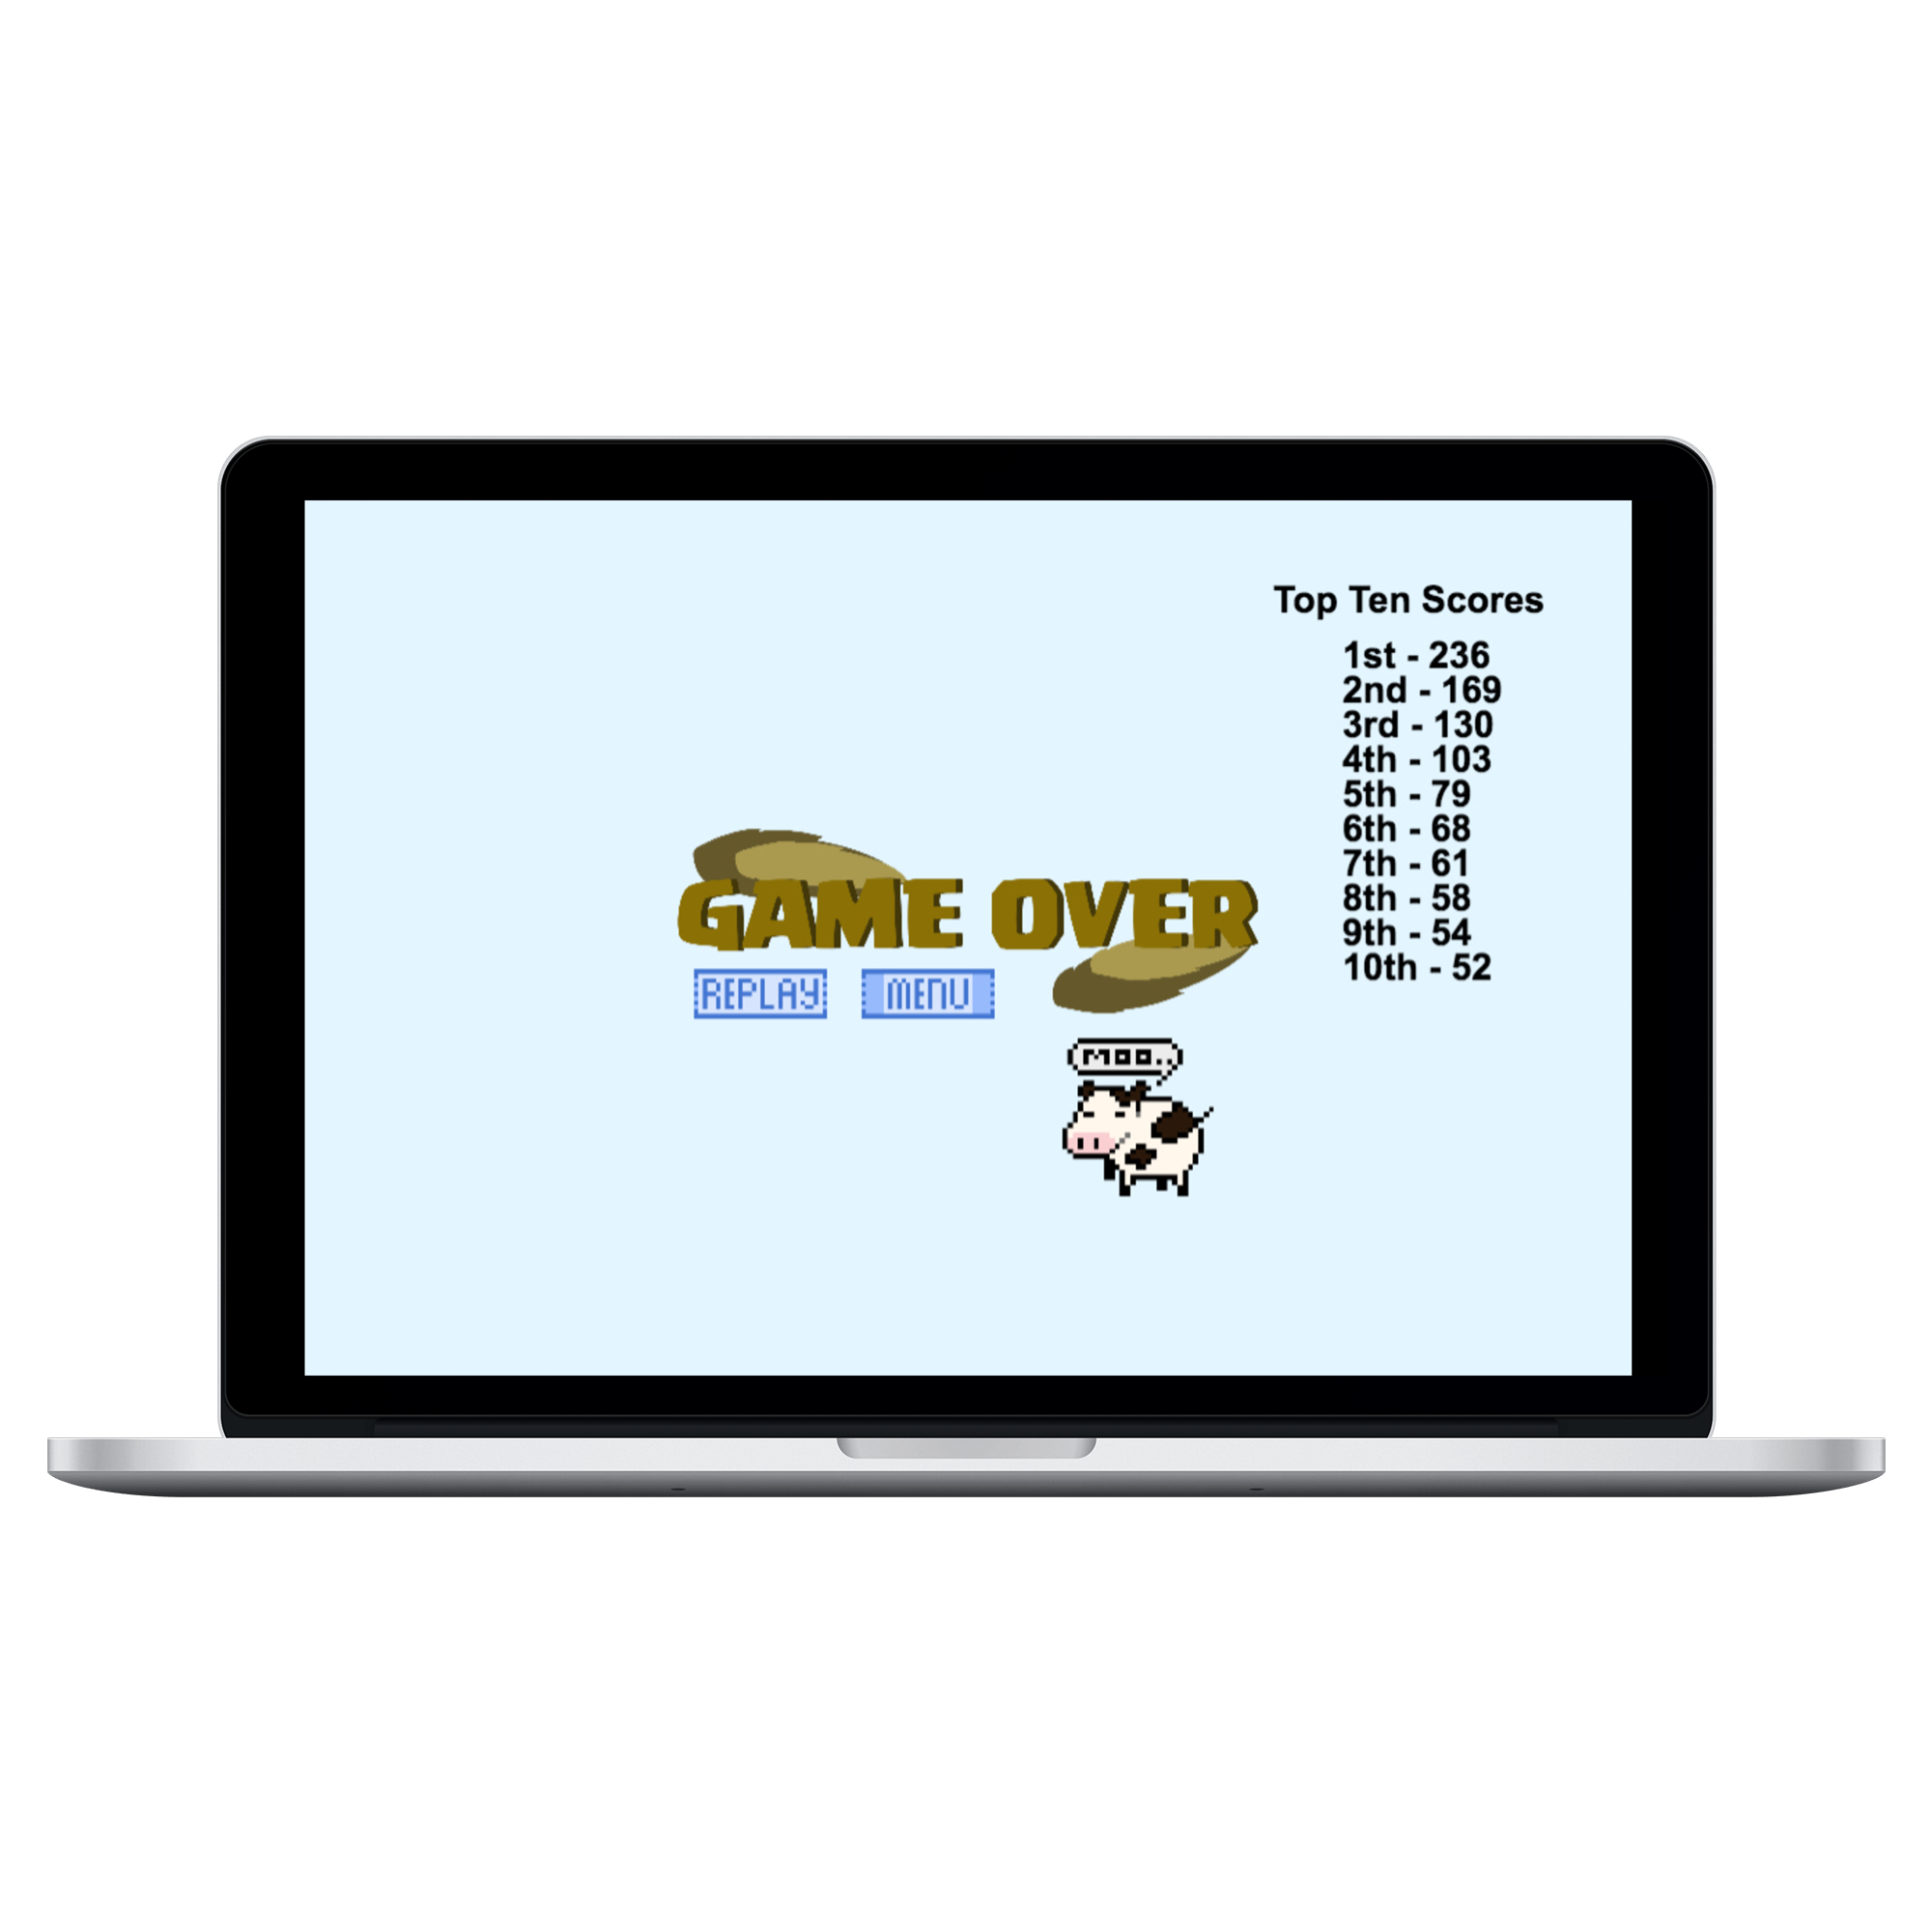 Top Ten Scores
1st - 236
2nd - 169
3rd - 130
4th - 103
5th - 79
6th - 68
7th - 61
8th - 58
9th - 54
10th - 52
GAME OVER
REPLAY MENU
MOO..